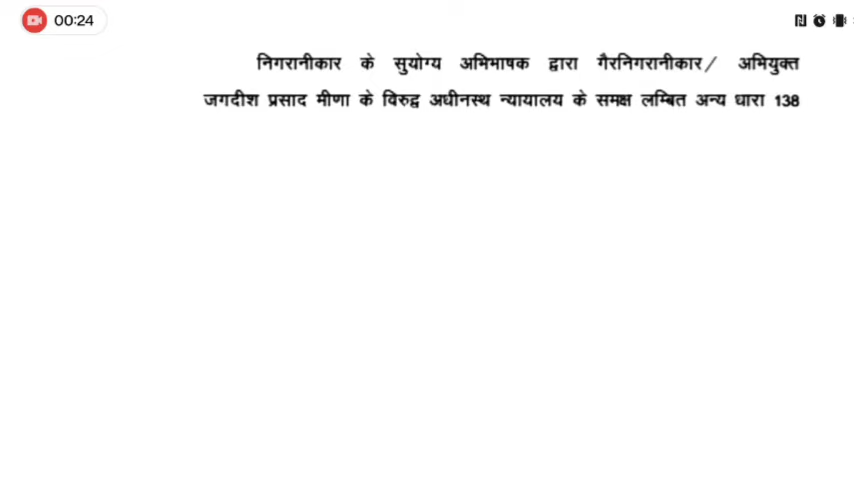 00:24
निगरानीकार के सुयोग्य अभिभाषक द्वारा गैरनिगरानीकार/ अभियुक्त
जगदीश प्रसाद मीणा के विरुद्व अधीनस्थ न्यायालय के समक्ष लम्बित अन्य धारा 138